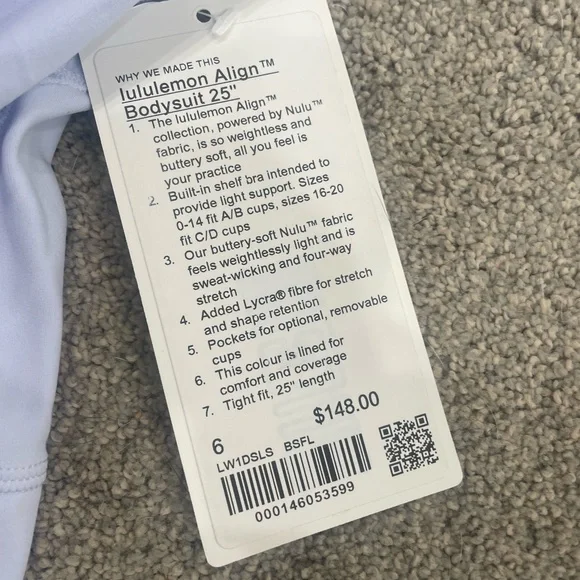 WHY WE MADE THIS
lululemon Align™
Bodysuit 25"
1. The lululemon Align™
collection, powered by Nulu™
fabric, is so weightless and
buttery soft, all you feel is
your practice
2. Built-in shelf bra intended to
provide light support. Sizes
0-14 fit A/B cups, sizes 16-20
fit C/D cups
3. Our buttery-soft Nulu™ fabric
feels weightlessly light and is
sweat-wicking and four-way
stretch
4. Added Lycra® fibre for stretch
and shape retention
5. Pockets for optional, removable
cups
6. This colour is lined for
comfort and coverage
7. Tight fit, 25" length
6 $148.00
LW1DSLS BSFL
000146053599